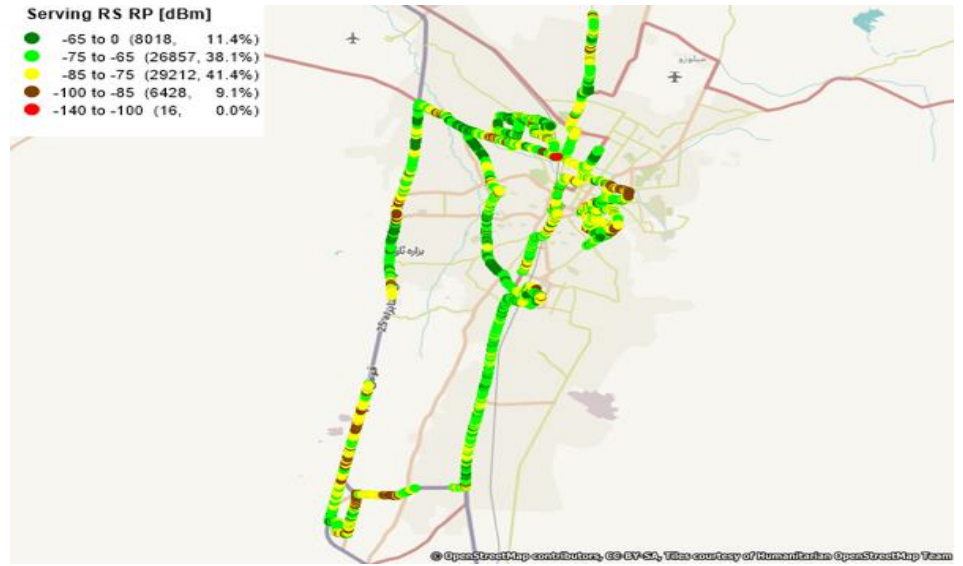 Serving RS RP [dBm]
-65 to 0 (8018, 11.4%)
-75 to -65 (26857, 38.1%)
-85 to -75 (29212, 41.4%)
-100 to -85 (6428, 9.1%)
-140 to -100 (16, 0.0%)
© OpenStreetMap contributors, CC-BY-SA, Tiles courtesy of Humanitarian OpenStreetMap Team